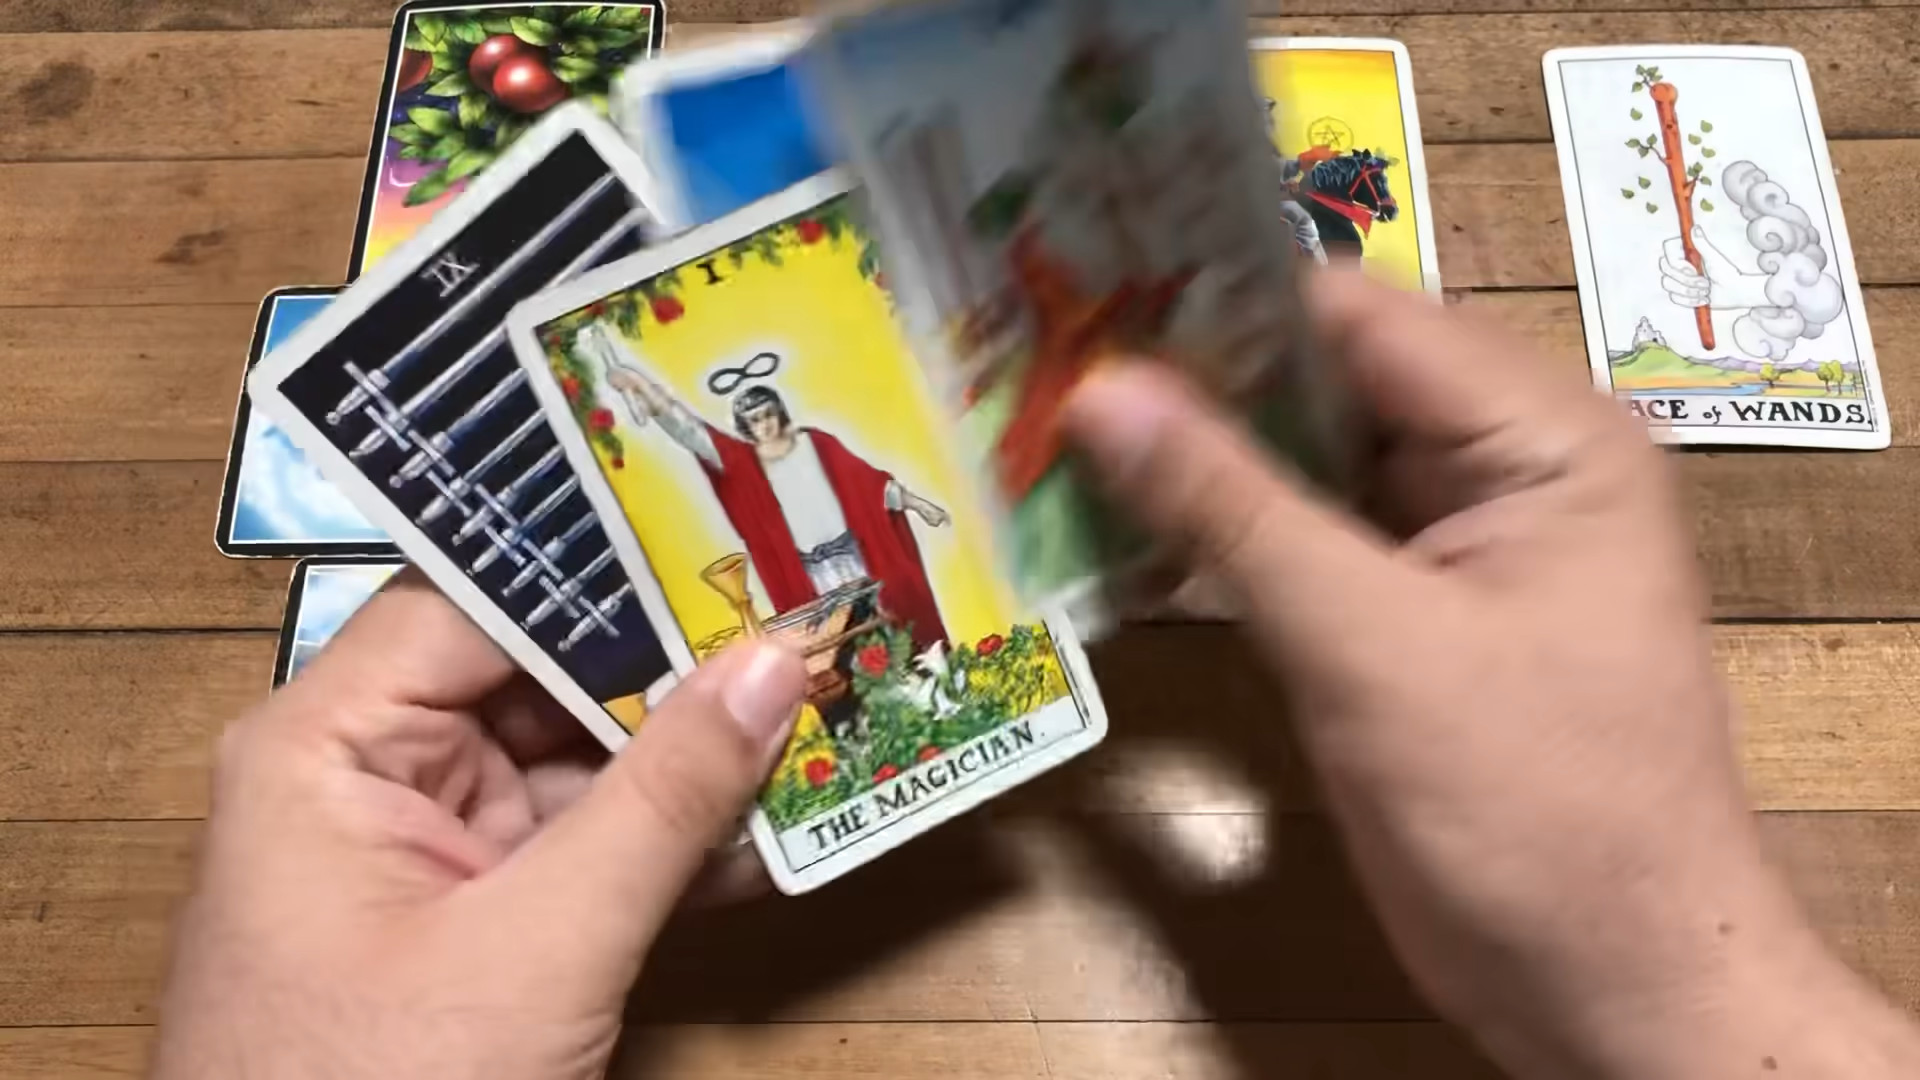 IX
I
THE MAGICIAN.
ACE of WANDS.